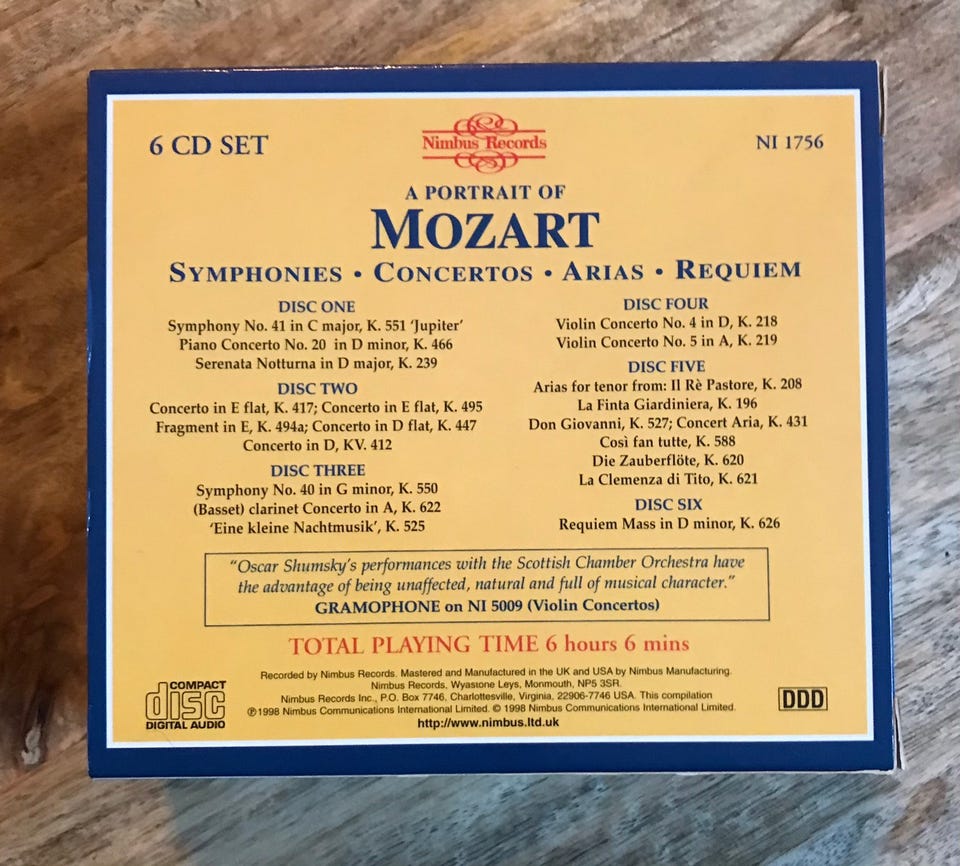 6 CD SET
Nimbus Records
NI 1756
A PORTRAIT OF
MOZART
SYMPHONIES • CONCERTOS • ARIAS • REQUIEM
DISC ONE
Symphony No. 41 in C major, K. 551 ‘Jupiter’
Piano Concerto No. 20 in D minor, K. 466
Serenata Notturna in D major, K. 239
DISC TWO
Concerto in E flat, K. 417; Concerto in E flat, K. 495
Fragment in E, K. 494a; Concerto in D flat, K. 447
Concerto in D, KV. 412
DISC THREE
Symphony No. 40 in G minor, K. 550
(Basset) clarinet Concerto in A, K. 622
‘Eine kleine Nachtmusik’, K. 525
DISC FOUR
Violin Concerto No. 4 in D, K. 218
Violin Concerto No. 5 in A, K. 219
DISC FIVE
Arias for tenor from: Il Rè Pastore, K. 208
La Finta Giardiniera, K. 196
Don Giovanni, K. 527; Concert Aria, K. 431
Così fan tutte, K. 588
Die Zauberflöte, K. 620
La Clemenza di Tito, K. 621
DISC SIX
Requiem Mass in D minor, K. 626
“Oscar Shumsky’s performances with the Scottish Chamber Orchestra have
the advantage of being unaffected, natural and full of musical character.”
GRAMOPHONE on NI 5009 (Violin Concertos)
TOTAL PLAYING TIME 6 hours 6 mins
Recorded by Nimbus Records. Mastered and Manufactured in the UK and USA by Nimbus Manufacturing.
Nimbus Records, Wyastone Leys, Monmouth, NP5 3SR.
Nimbus Records Inc., P.O. Box 7746, Charlottesville, Virginia, 22906-7746 USA. This compilation
℗ 1998 Nimbus Communications International Limited. © 1998 Nimbus Communications International Limited.
http://www.nimbus.ltd.uk
COMPACT
disc
DIGITAL AUDIO
DDD